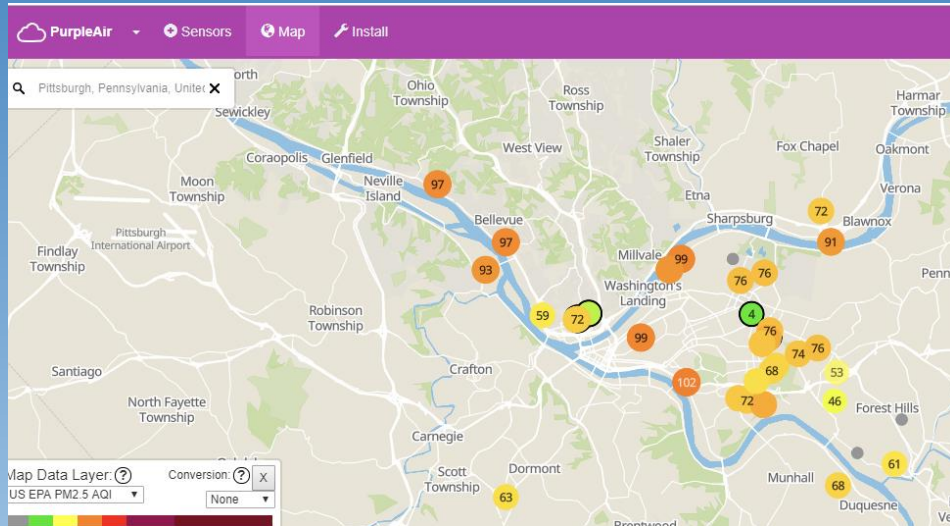 PurpleAir Sensors Map Install
Pittsburgh, Pennsylvania, United
orth
Sewickley
Ohio
Township
Ross
Township
Harmar
Township
West View
Shaler
Township
Fox Chapel
Oakmont
Coraopolis
Glenfield
Moon
Township
Neville
Island
97
Etna
Verona
Sharpsburg
72
Blawnox
Bellevue
Pittsburgh
International Airport
Findlay
Township
97
91
Millvale
99
93
76
76
Penn
Washington's
Landing
Robinson
Township
59
72
4
99
76
74
76
Crafton
68
53
Santiago
102
72
46
North Fayette
Township
Forest Hills
Carnegie
Scott
Township
Dormont
61
Munhall
68
63
Duquesne
Brentwood
Map Data Layer: ?
Conversion: ?
X
US EPA PM2.5 AQI
None